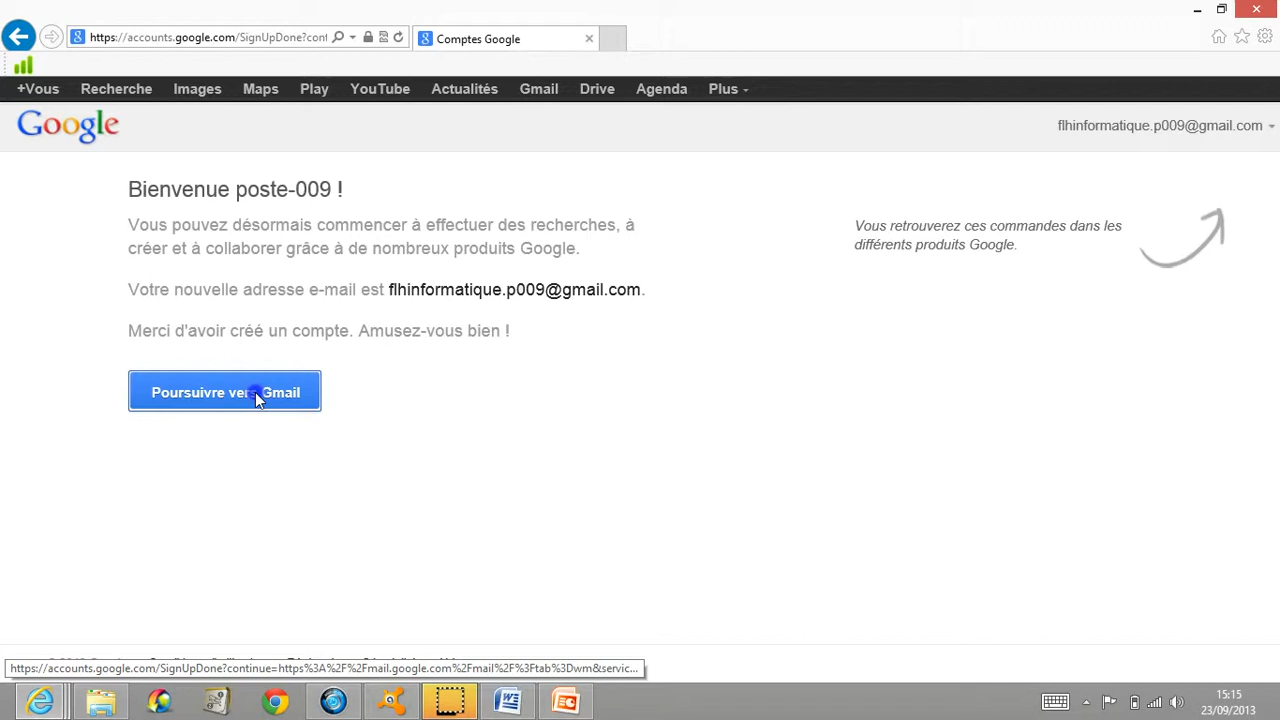 https://accounts.google.com/SignUpDone?cont
Comptes Google
+Vous Recherche Images Maps Play YouTube Actualités Gmail Drive Agenda Plus
Google
flhinformatique.p009@gmail.com
Bienvenue poste-009 !
Vous pouvez désormais commencer à effectuer des recherches, à
créer et à collaborer grâce à de nombreux produits Google.
Vous retrouverez ces commandes dans les
différents produits Google.
Votre nouvelle adresse e-mail est flhinformatique.p009@gmail.com.
Merci d'avoir créé un compte. Amusez-vous bien !
Poursuivre vers Gmail
https://accounts.google.com/SignUpDone?continue=https%3A%2F%2Fmail.google.com%2Fmail%2F%3Ftab%3Dwm&servic...
15:15
23/09/2013